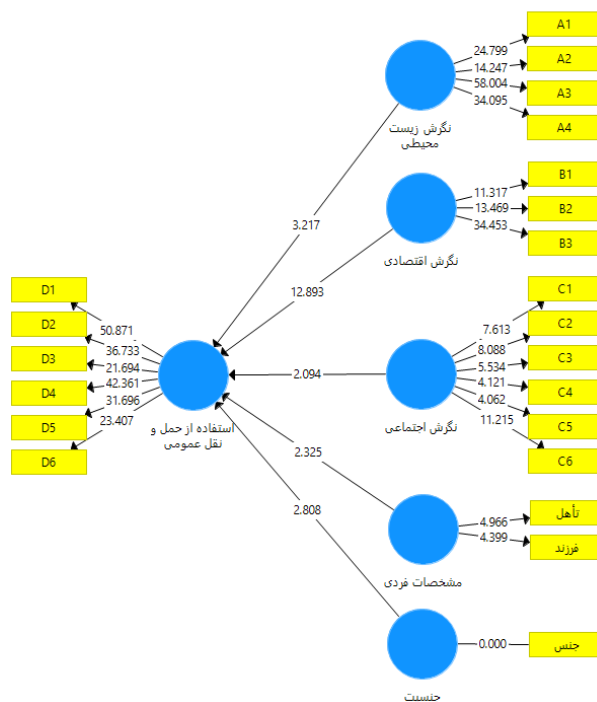 A1
24.799
A2
14.247
A3
58.004
A4
34.095
نگرش زیست
محیطی
B1
11.317
B2
13.469
B3
34.453
نگرش اقتصادی
3.217
12.893
D1
50.871
D2
36.733
D3
21.694
D4
42.361
D5
31.696
D6
23.407
استفاده از حمل و
نقل عمومی
2.094
C1
7.613
C2
8.088
C3
5.534
C4
4.121
C5
4.062
C6
11.215
نگرش اجتماعی
2.325
تأهل
4.966
فرزند
4.399
مشخصات فردی
2.808
جنس
0.000
جنسیت